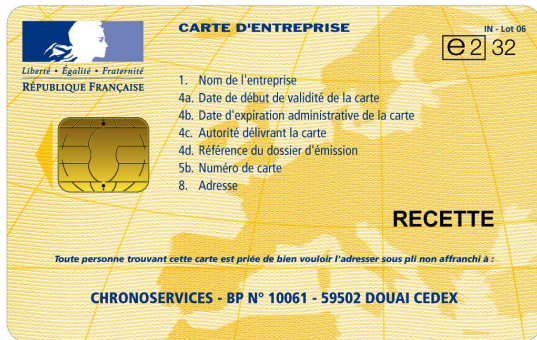 CARTE D'ENTREPRISE
IN - Lot 06
e 2 32
Liberté • Égalité • Fraternité
RÉPUBLIQUE FRANÇAISE
1. Nom de l'entreprise
4a. Date de début de validité de la carte
4b. Date d'expiration administrative de la carte
4c. Autorité délivrant la carte
4d. Référence du dossier d'émission
5b. Numéro de carte
8. Adresse
RECETTE
Toute personne trouvant cette carte est priée de bien vouloir l'adresser sous pli non affranchi à :
CHRONOSERVICES - BP N° 10061 - 59502 DOUAI CEDEX